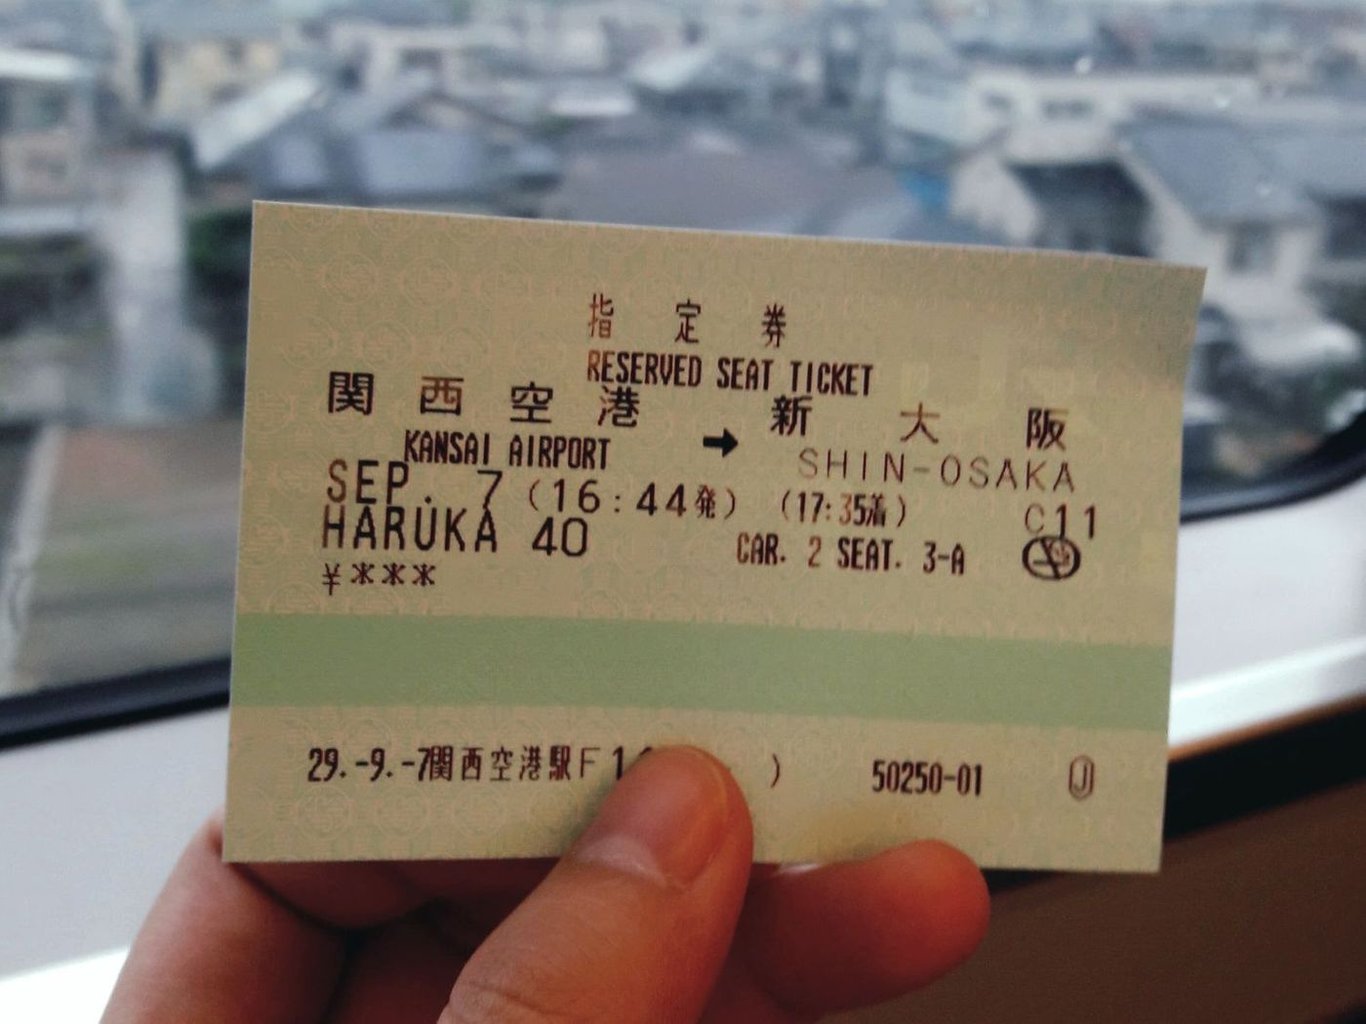 指定券
RESERVED SEAT TICKET
関西空港 → 新大阪
KANSAI AIRPORT SHIN-OSAKA
SEP. 7 (16:44発) (17:35着) C11
HARUKA 40 CAR. 2 SEAT. 3-A
¥***
29.-9.-7関西空港駅F1 ) 50250-01 Ⓙ